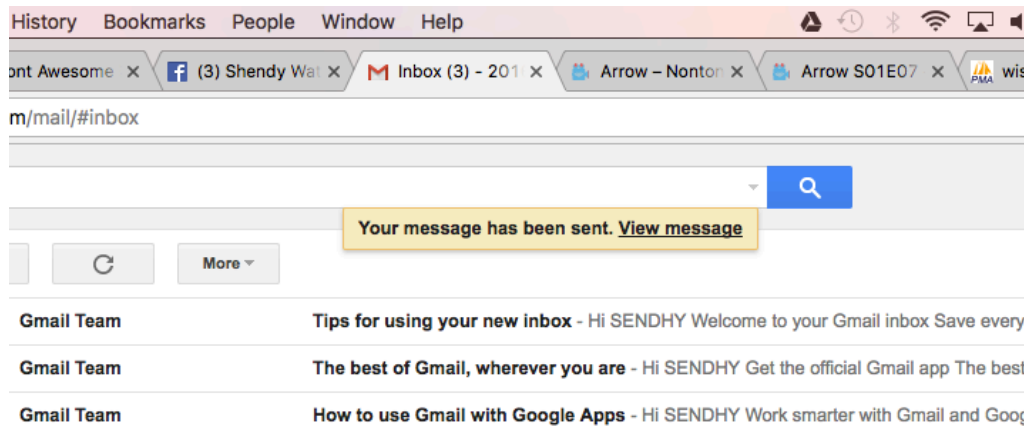 History Bookmarks People Window Help
ont Awesome (3) Shendy Wat Inbox (3) - 201 Arrow – Nonton Arrow S01E07 PMA wis
m/mail/#inbox
Your message has been sent. View message
More
Gmail Team Tips for using your new inbox - Hi SENDHY Welcome to your Gmail inbox Save every
Gmail Team The best of Gmail, wherever you are - Hi SENDHY Get the official Gmail app The best
Gmail Team How to use Gmail with Google Apps - Hi SENDHY Work smarter with Gmail and Goog